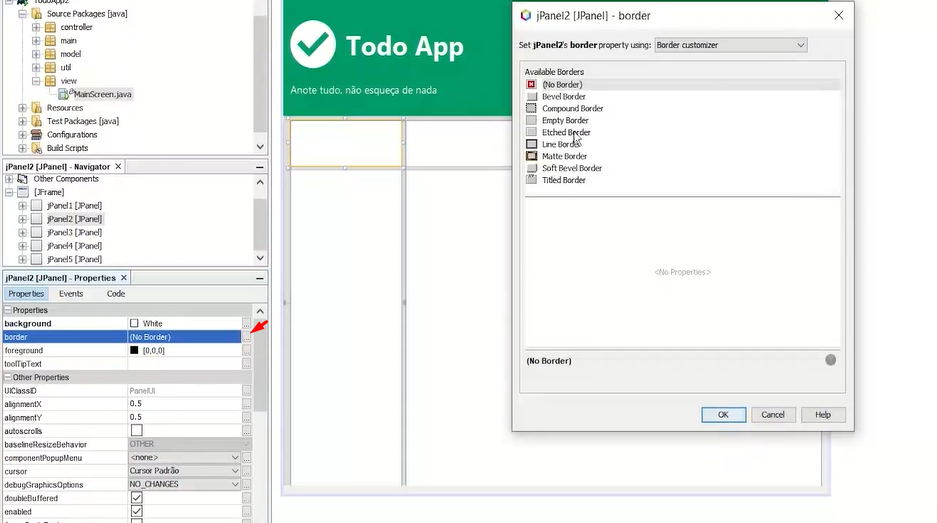 TodoApp2
Source Packages [java]
controller
main
model
util
view
MainScreen.java
Resources
Test Packages [java]
Configurations
Build Scripts
jPanel2 [JPanel] - Navigator
Other Components
[JFrame]
jPanel1 [JPanel]
jPanel2 [JPanel]
jPanel3 [JPanel]
jPanel4 [JPanel]
jPanel5 [JPanel]
jPanel2 [JPanel] - Properties
Properties Events Code
Properties
background White
border (No Border)
foreground [0,0,0]
toolTipText
Other Properties
UIClassID PanelUI
alignmentX 0.5
alignmentY 0.5
autoscrolls
baselineResizeBehavior OTHER
componentPopupMenu <none>
cursor Cursor Padrão
debugGraphicsOptions NO_CHANGES
doubleBuffered
enabled
Todo App
Anote tudo, não esqueça de nada
jPanel2 [JPanel] - border
Set jPanel2's border property using: Border customizer
Available Borders
(No Border)
Bevel Border
Compound Border
Empty Border
Etched Border
Line Border
Matte Border
Soft Bevel Border
Titled Border
<No Properties>
(No Border)
OK Cancel Help